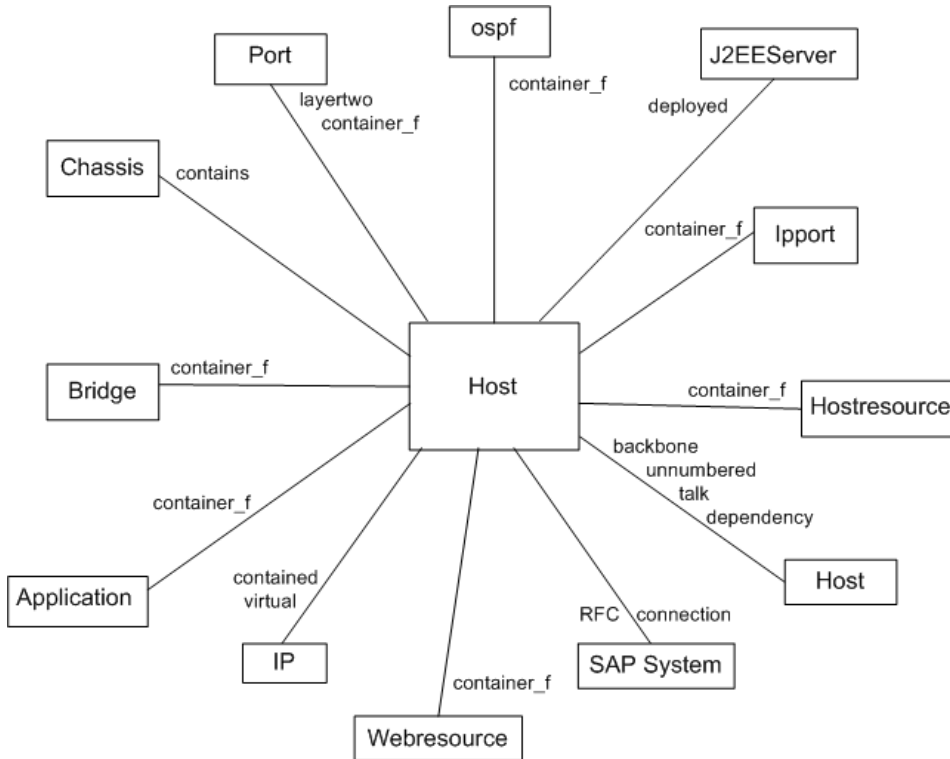 ospf
Port
J2EEServer
container_f
layertwo
container_f
deployed
Chassis
contains
container_f
Ipport
Host
Bridge
container_f
container_f
Hostresource
backbone
unnumbered
talk
dependency
container_f
Application
contained
virtual
Host
RFC connection
IP
SAP System
container_f
Webresource